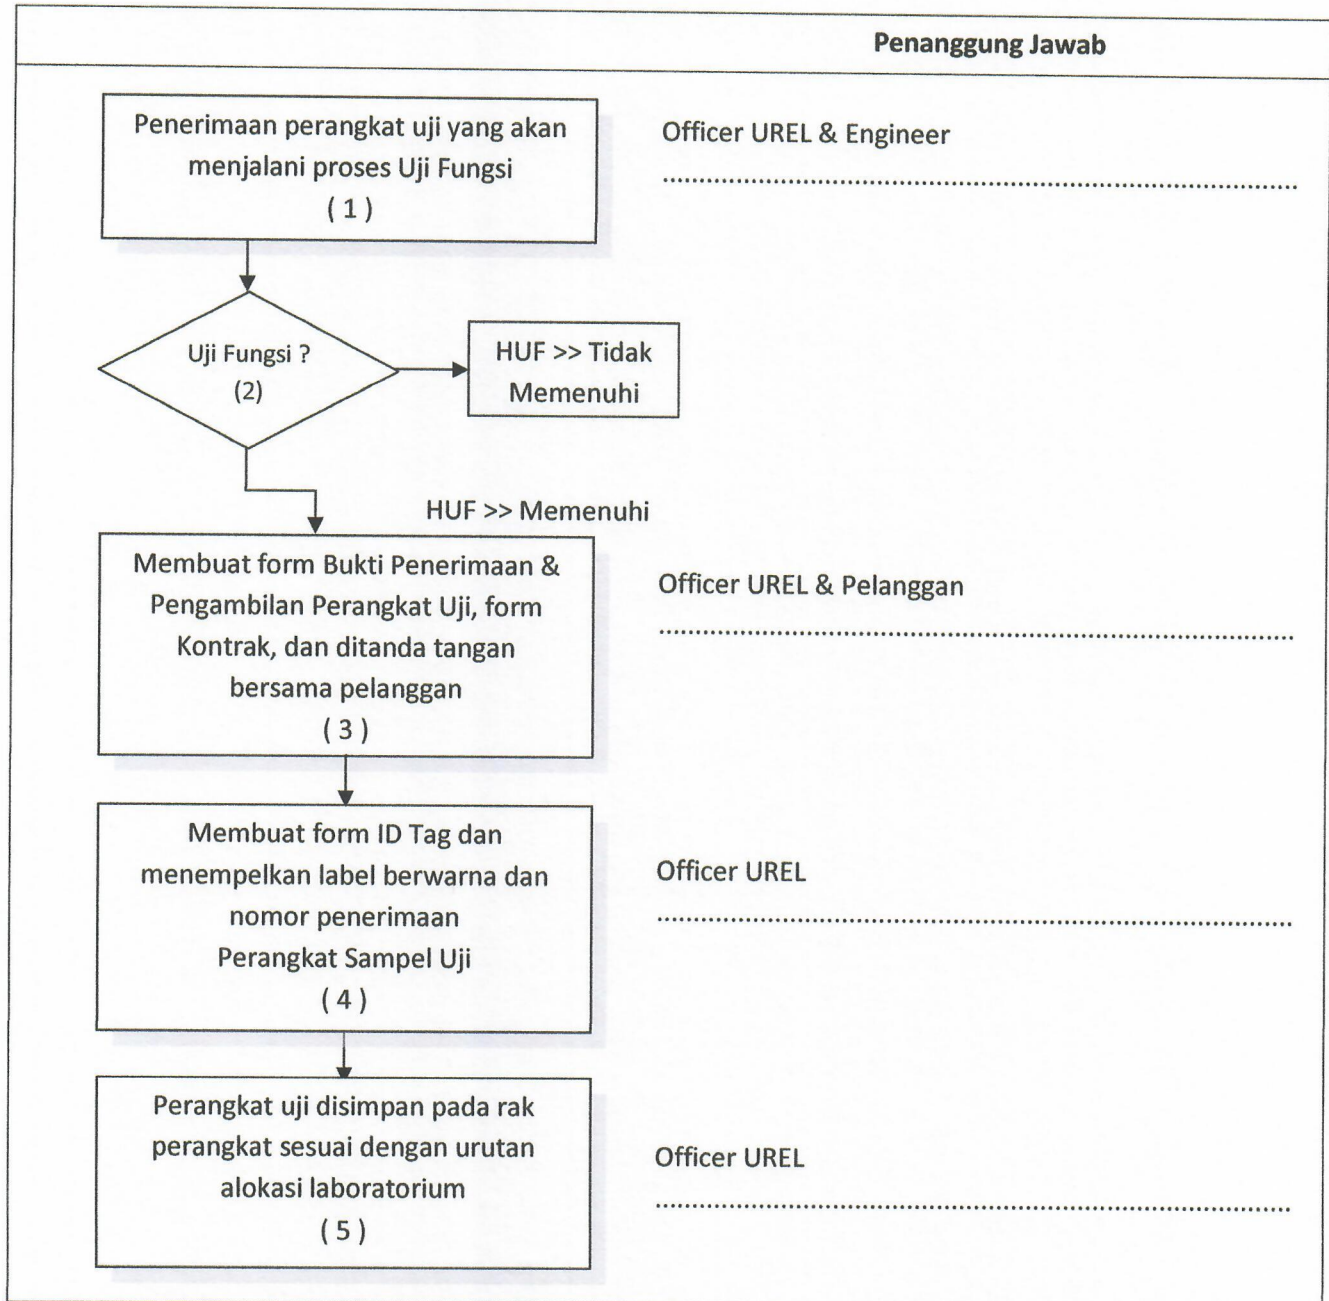 Penanggung Jawab
Penerimaan perangkat uji yang akan
menjalani proses Uji Fungsi
( 1 )
Officer UREL & Engineer
Uji Fungsi ?
(2)
HUF >> Tidak
Memenuhi
HUF >> Memenuhi
Membuat form Bukti Penerimaan &
Pengambilan Perangkat Uji, form
Kontrak, dan ditanda tangan
bersama pelanggan
( 3 )
Officer UREL & Pelanggan
Membuat form ID Tag dan
menempelkan label berwarna dan
nomor penerimaan
Perangkat Sampel Uji
( 4 )
Officer UREL
Perangkat uji disimpan pada rak
perangkat sesuai dengan urutan
alokasi laboratorium
( 5 )
Officer UREL